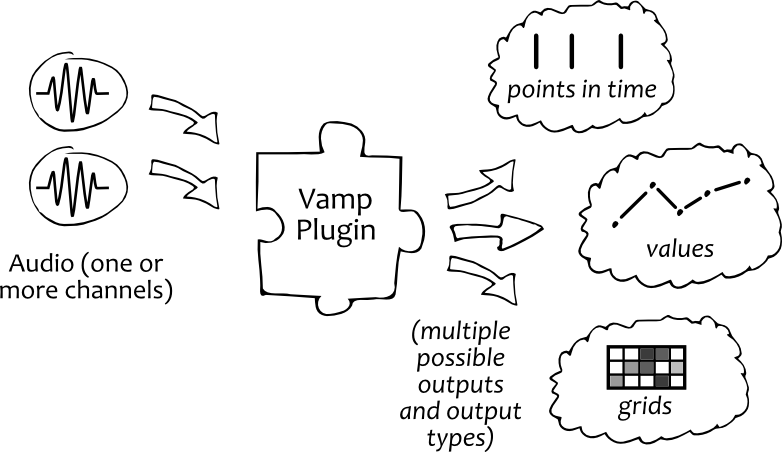 Audio (one or
more channels)
Vamp
Plugin
(multiple
possible
outputs
and output
types)
points in time
values
grids